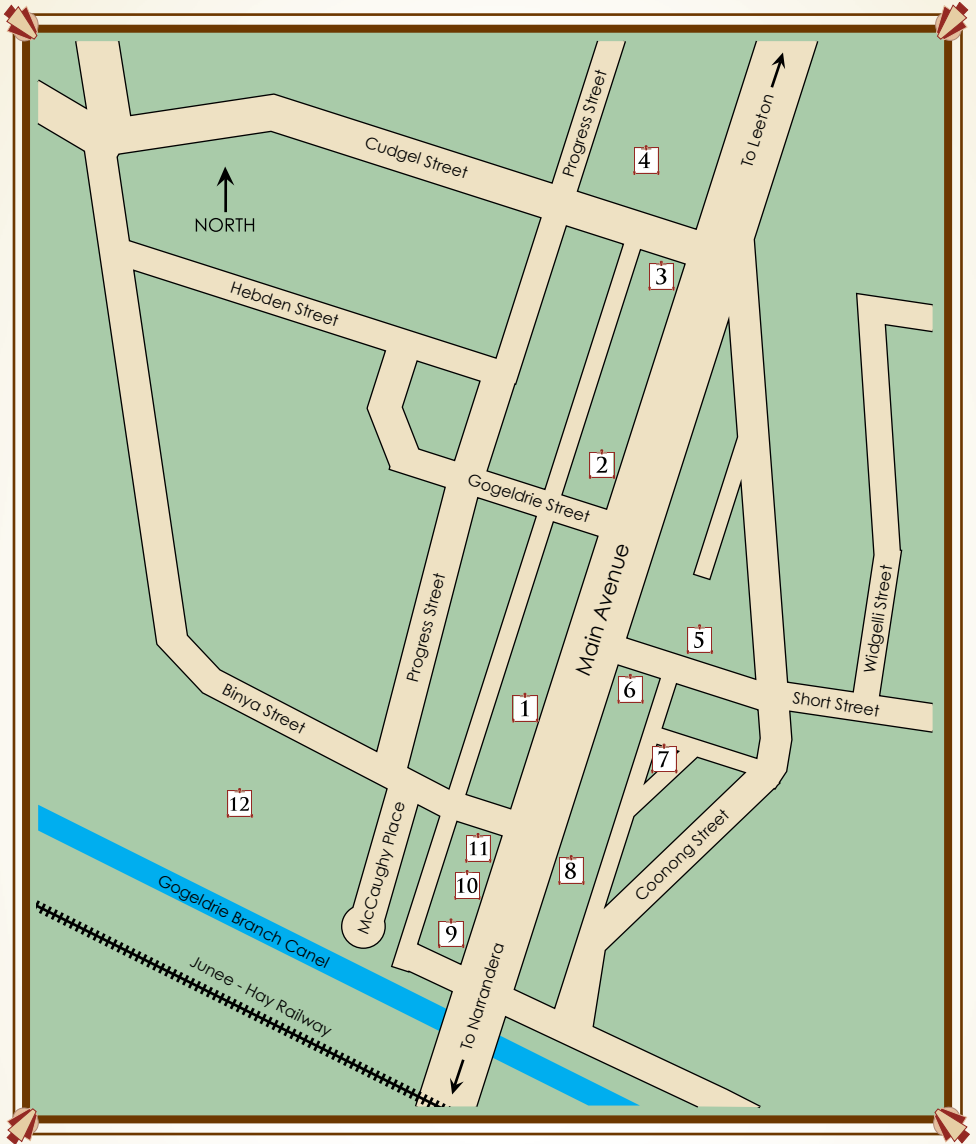 Progress Street
To Leeton
Cudgel Street
4
NORTH
3
Hebden Street
2
Gogeldrie Street
Main Avenue
Progress Street
5
Widgelli Street
6
Short Street
Binya Street
1
7
12
McCaughy Place
11
8
Coonong Street
10
Gogeldrie Branch Canel
9
Junee - Hay Railway
To Narrandera